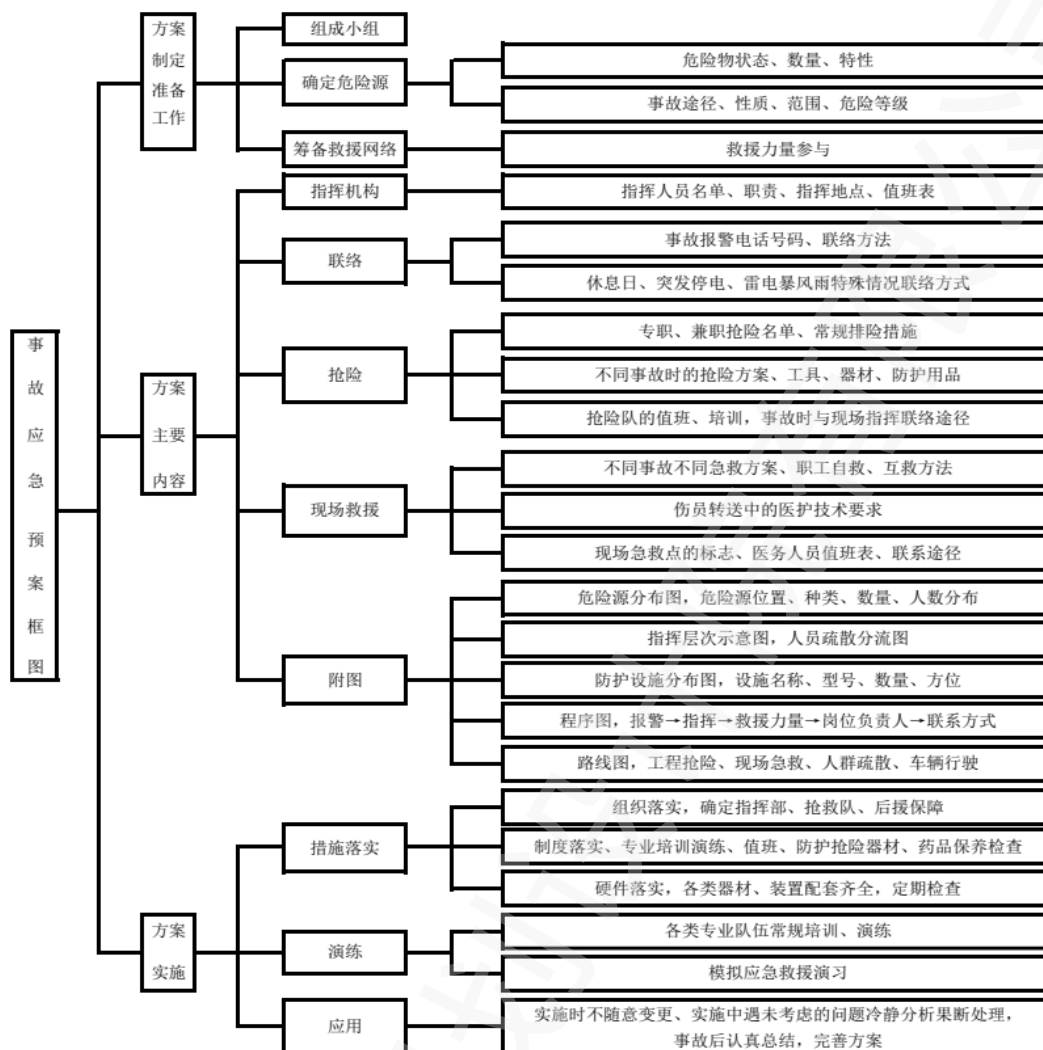 事故应急预案框图
方案
制定
准备
工作
组成小组
确定危险源
危险物状态、数量、特性
事故途径、性质、范围、危险等级
筹备救援网络
救援力量参与
方案
主要
内容
指挥机构
指挥人员名单、职责、指挥地点、值班表
联络
事故报警电话号码、联络方法
休息日、突发停电、雷电暴风雨特殊情况联络方式
抢险
专职、兼职抢险名单、常规排险措施
不同事故时的抢险方案、工具、器材、防护用品
抢险队的值班、培训，事故时与现场指挥联络途径
现场救援
不同事故不同急救方案、职工自救、互救方法
伤员转送中的医护技术要求
现场急救点的标志、医务人员值班表、联系途径
附图
危险源分布图，危险源位置、种类、数量、人数分布
指挥层次示意图，人员疏散分流图
防护设施分布图，设施名称、型号、数量、方位
程序图，报警→指挥→救援力量→岗位负责人→联系方式
路线图，工程抢险、现场急救、人群疏散、车辆行驶
方案
实施
措施落实
组织落实，确定指挥部、抢救队、后援保障
制度落实、专业培训演练、值班、防护抢险器材、药品保养检查
硬件落实，各类器材、装置配套齐全，定期检查
演练
各类专业队伍常规培训、演练
模拟应急救援演习
应用
实施时不随意变更、实施中遇未考虑的问题冷静分析果断处理，
事故后认真总结，完善方案